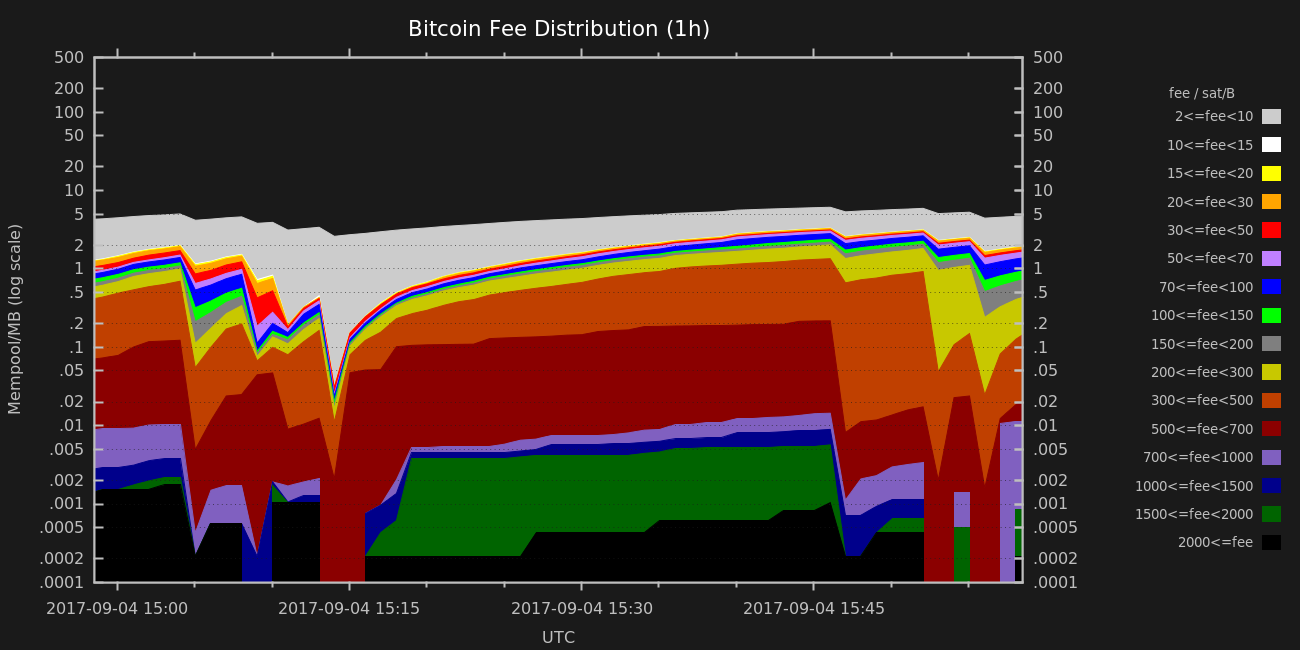 Bitcoin Fee Distribution (1h)
500
200
100
50
20
10
5
2
1
.5
.2
.1
.05
.02
.01
.005
.002
.001
.0005
.0002
.0001
Mempool/MB (log scale)
500
200
100
50
20
10
5
2
1
.5
.2
.1
.05
.02
.01
.005
.002
.001
.0005
.0002
.0001
2017-09-04 15:00 2017-09-04 15:15 2017-09-04 15:30 2017-09-04 15:45
UTC
fee / sat/B
2<=fee<10
10<=fee<15
15<=fee<20
20<=fee<30
30<=fee<50
50<=fee<70
70<=fee<100
100<=fee<150
150<=fee<200
200<=fee<300
300<=fee<500
500<=fee<700
700<=fee<1000
1000<=fee<1500
1500<=fee<2000
2000<=fee